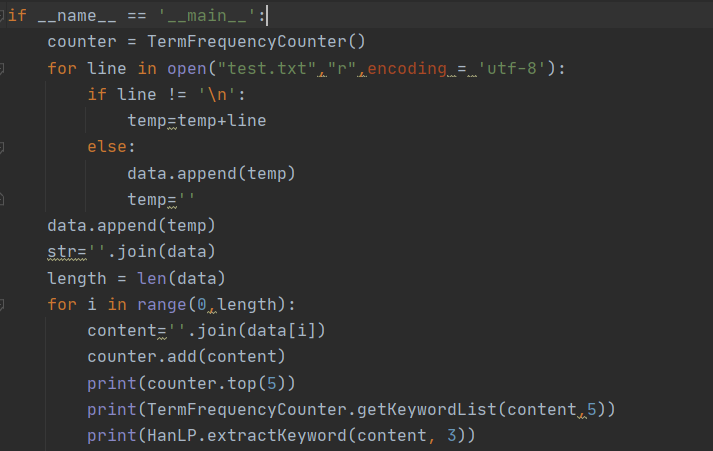 if __name__ == '__main__':
    counter = TermFrequencyCounter()
    for line in open("test.txt","r",encoding = 'utf-8'):
        if line != '\n':
            temp=temp+line
        else:
            data.append(temp)
            temp=''
    data.append(temp)
    str=''.join(data)
    length = len(data)
    for i in range(0,length):
        content=''.join(data[i])
        counter.add(content)
        print(counter.top(5))
        print(TermFrequencyCounter.getKeywordList(content,5))
        print(HanLP.extractKeyword(content, 3))